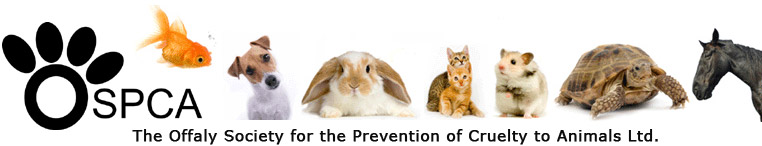 OSPCA
The Offaly Society for the Prevention of Cruelty to Animals Ltd.